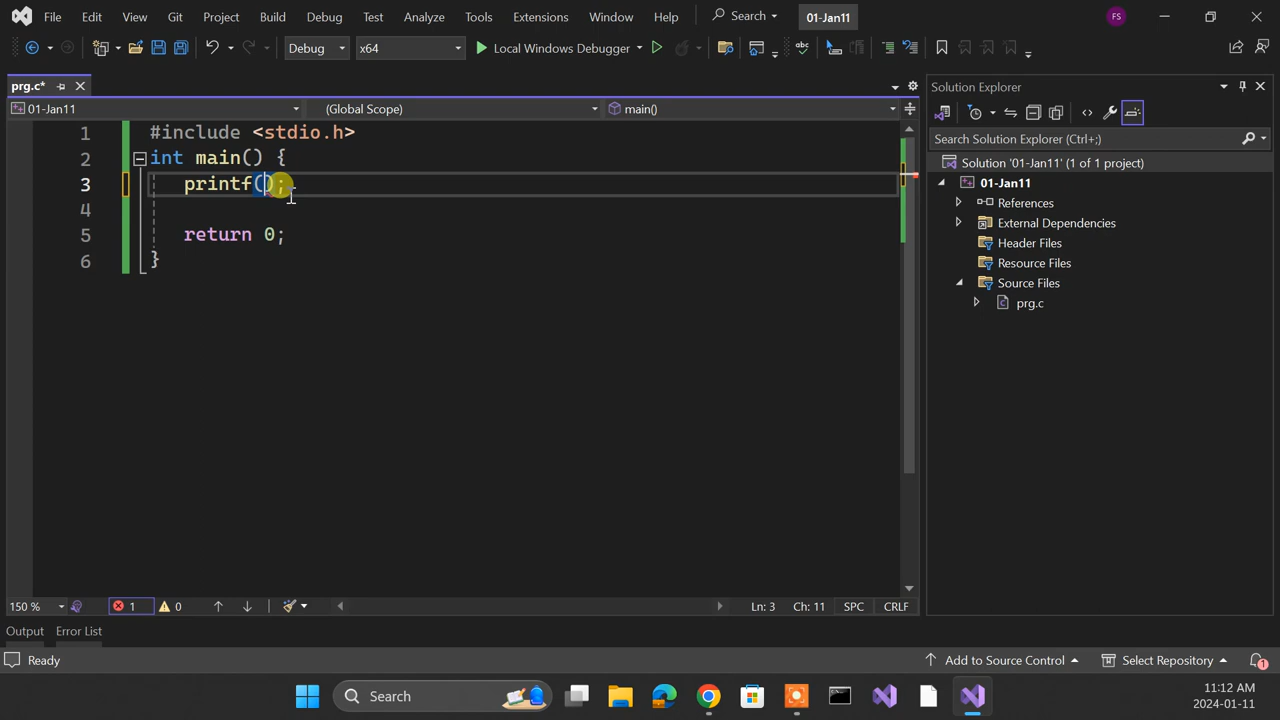 File Edit View Git Project Build Debug Test Analyze Tools Extensions Window Help Search 01-Jan11 FS
Debug x64 Local Windows Debugger
prg.c*
01-Jan11 (Global Scope) main()
1 #include <stdio.h>
2 int main() {
3 printf();
4
5 return 0;
6 }
Solution Explorer
Search Solution Explorer (Ctrl+;)
Solution '01-Jan11' (1 of 1 project)
01-Jan11
References
External Dependencies
Header Files
Resource Files
Source Files
prg.c
150 % 1 0 Ln: 3 Ch: 11 SPC CRLF
Output Error List
Ready Add to Source Control Select Repository 1
Search
11:12 AM
2024-01-11